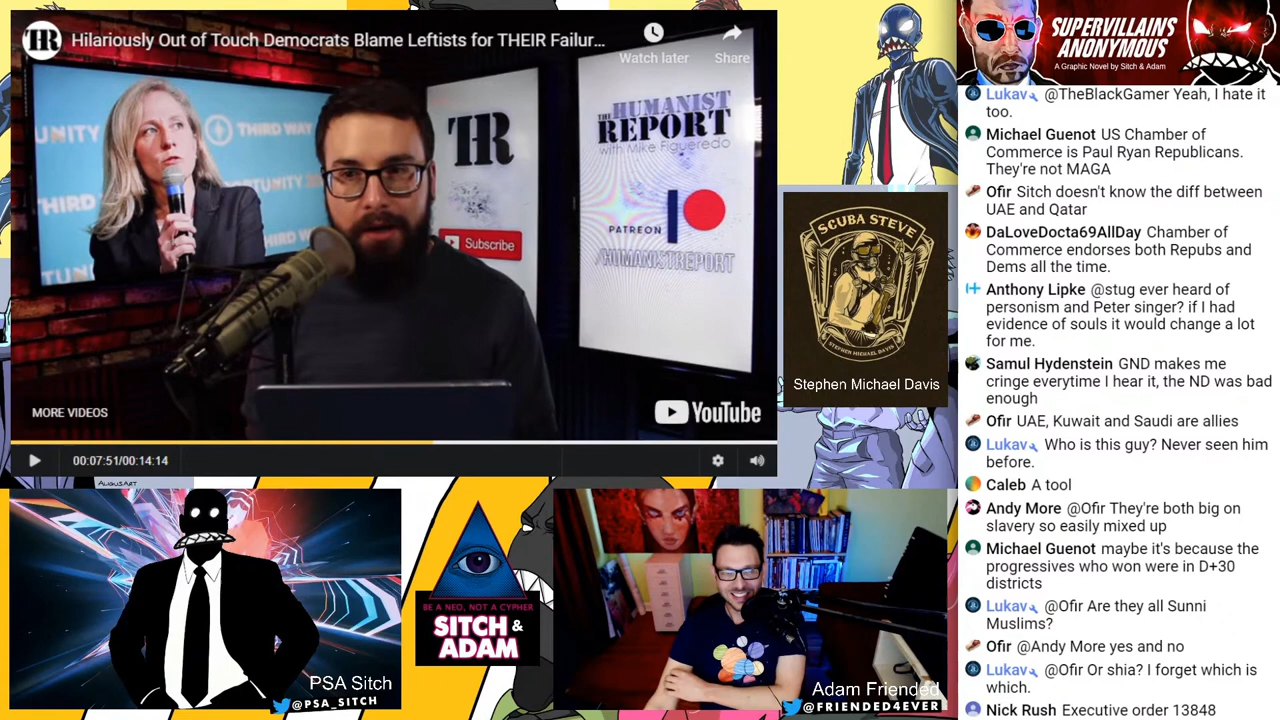 Hilariously Out of Touch Democrats Blame Leftists for THEIR Failur...
Watch later
Share
THIRD WAY
HR
THE HUMANIST
REPORT
with Mike Figueredo
Subscribe
PATREON
/HUMANISTREPORT
MORE VIDEOS
YouTube
00:07:51/00:14:14
SCUBA STEVE
STEPHEN MICHAEL DAVIS
Stephen Michael Davis
PSA Sitch
@PSA_SITCH
BE A NEO, NOT A CYPHER
SITCH &
ADAM
Adam Friended
@FRIENDED4EVER
SUPERVILLAINS
ANONYMOUS
A Graphic Novel by Sitch & Adam
Lukav @TheBlackGamer Yeah, I hate it
too.
Michael Guenot US Chamber of
Commerce is Paul Ryan Republicans.
They're not MAGA
Ofir Sitch doesn't know the diff between
UAE and Qatar
DaLoveDocta69AllDay Chamber of
Commerce endorses both Repubs and
Dems all the time.
Anthony Lipke @stug ever heard of
personism and Peter singer? if I had
evidence of souls it would change a lot
for me.
Samul Hydenstein GND makes me
cringe everytime I hear it, the ND was bad
enough
Ofir UAE, Kuwait and Saudi are allies
Lukav Who is this guy? Never seen him
before.
Caleb A tool
Andy More @Ofir They're both big on
slavery so easily mixed up
Michael Guenot maybe it's because the
progressives who won were in D+30
districts
Lukav @Ofir Are they all Sunni
Muslims?
Ofir @Andy More yes and no
Lukav @Ofir Or shia? I forget which is
which.
Nick Rush Executive order 13848